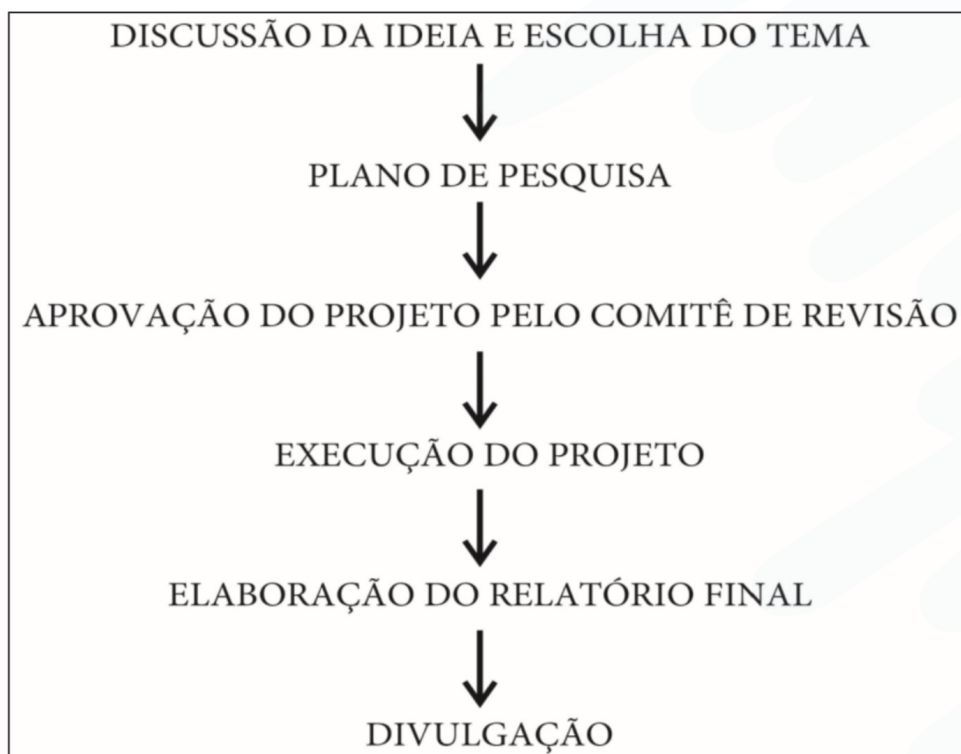 DISCUSSÃO DA IDEIA E ESCOLHA DO TEMA
PLANO DE PESQUISA
APROVAÇÃO DO PROJETO PELO COMITÊ DE REVISÃO
EXECUÇÃO DO PROJETO
ELABORAÇÃO DO RELATÓRIO FINAL
DIVULGAÇÃO